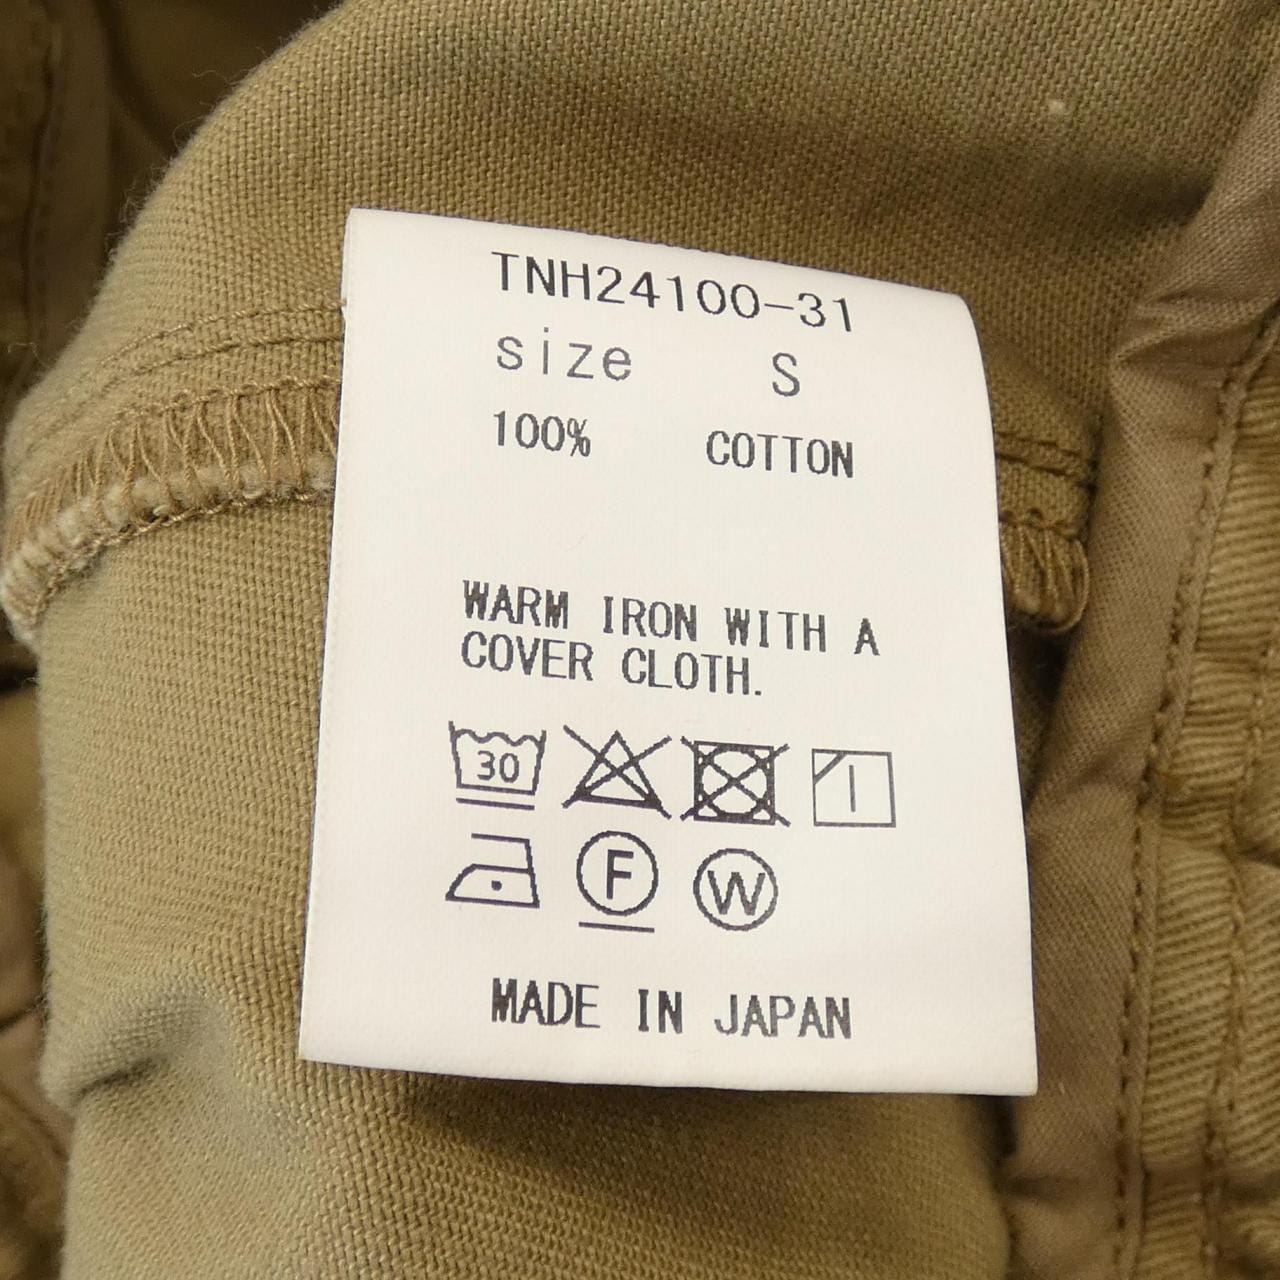 TNH24100-31
size S
100% COTTON
WARM IRON WITH A
COVER CLOTH.
30
F W
MADE IN JAPAN